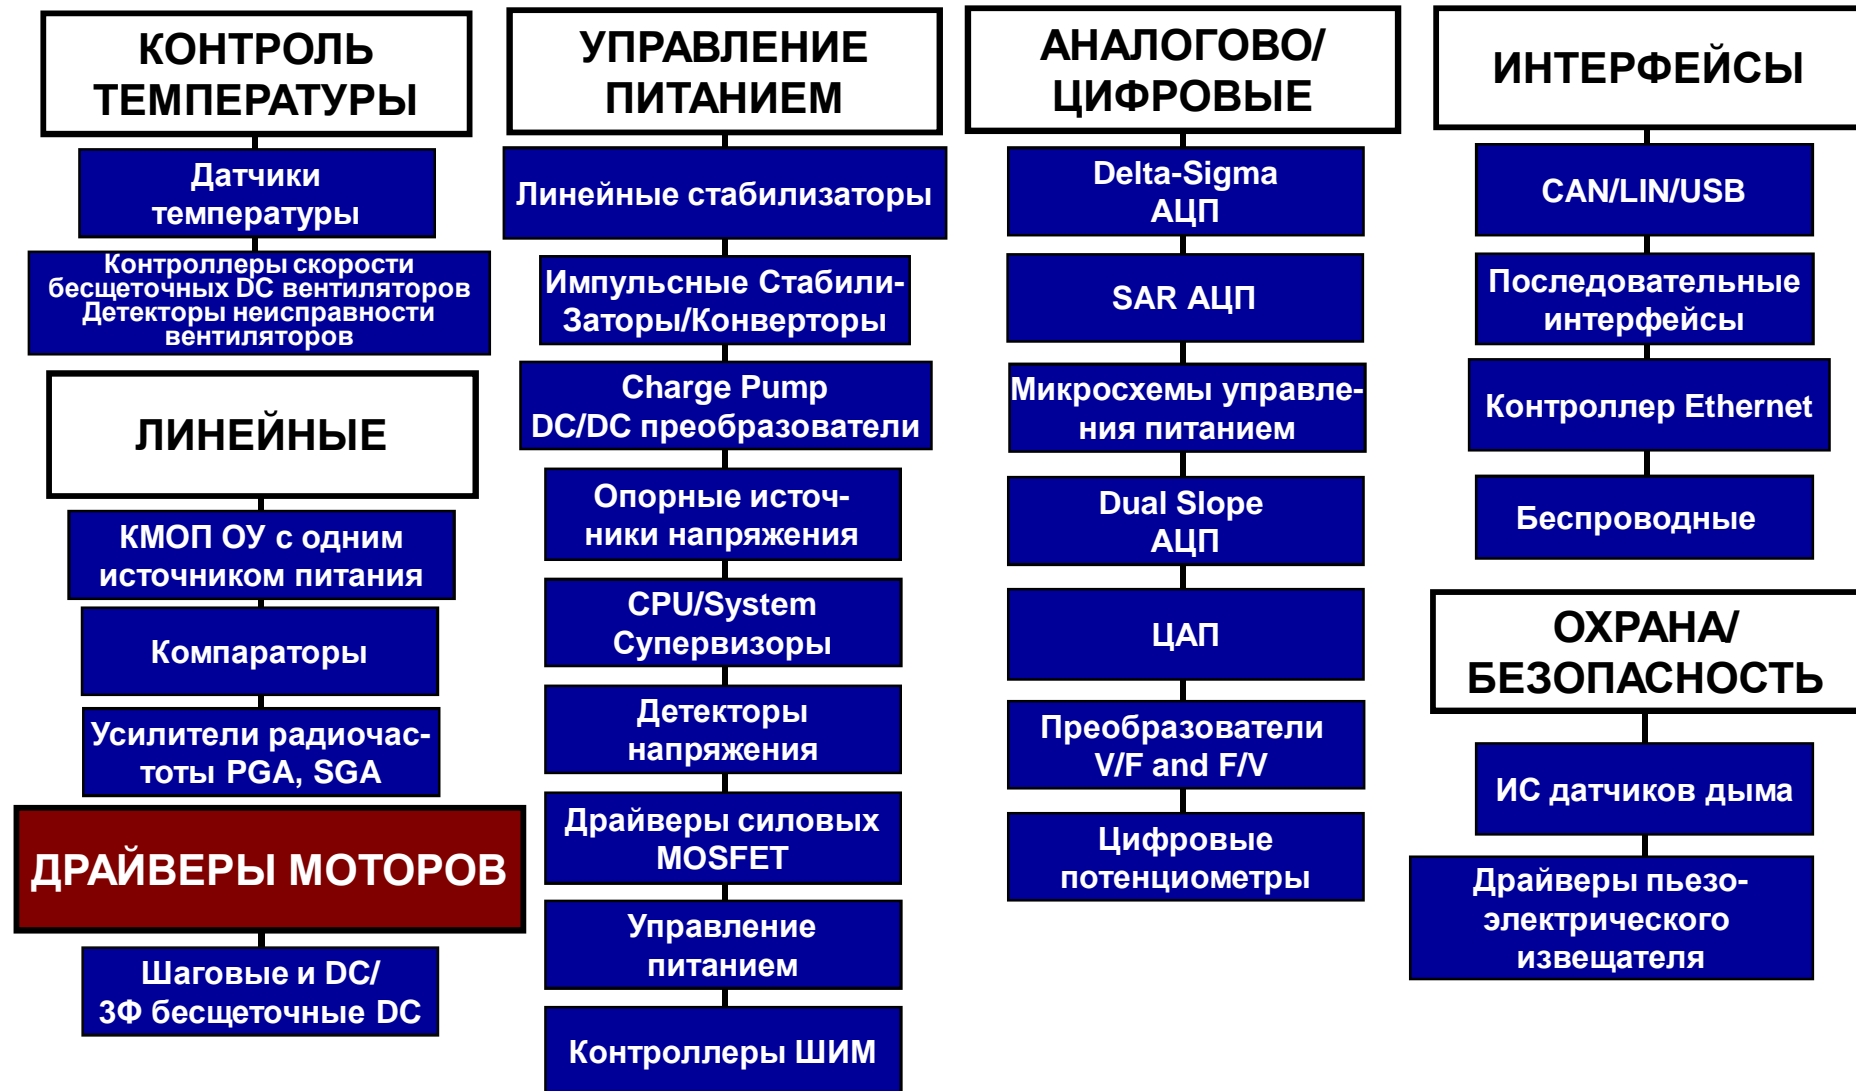 КОНТРОЛЬ
ТЕМПЕРАТУРЫ
Датчики
температуры
Контроллеры скорости
бесщеточных DC вентиляторов
Детекторы неисправности
вентиляторов
ЛИНЕЙНЫЕ
КМОП ОУ с одним
источником питания
Компараторы
Усилители радиочас-
тоты PGA, SGA
ДРАЙВЕРЫ МОТОРОВ
Шаговые и DC/
3Ф бесщеточные DC
УПРАВЛЕНИЕ
ПИТАНИЕМ
Линейные стабилизаторы
Импульсные Стабили-
Заторы/Конверторы
Charge Pump
DC/DC преобразователи
Опорные источ-
ники напряжения
CPU/System
Супервизоры
Детекторы
напряжения
Драйверы силовых
MOSFET
Управление
питанием
Контроллеры ШИМ
АНАЛОГОВО/
ЦИФРОВЫЕ
Delta-Sigma
АЦП
SAR АЦП
Микросхемы управле-
ния питанием
Dual Slope
АЦП
ЦАП
Преобразователи
V/F and F/V
Цифровые
потенциометры
ИНТЕРФЕЙСЫ
CAN/LIN/USB
Последовательные
интерфейсы
Контроллер Ethernet
Беспроводные
ОХРАНА/
БЕЗОПАСНОСТЬ
ИС датчиков дыма
Драйверы пьезо-
электрического
извещателя